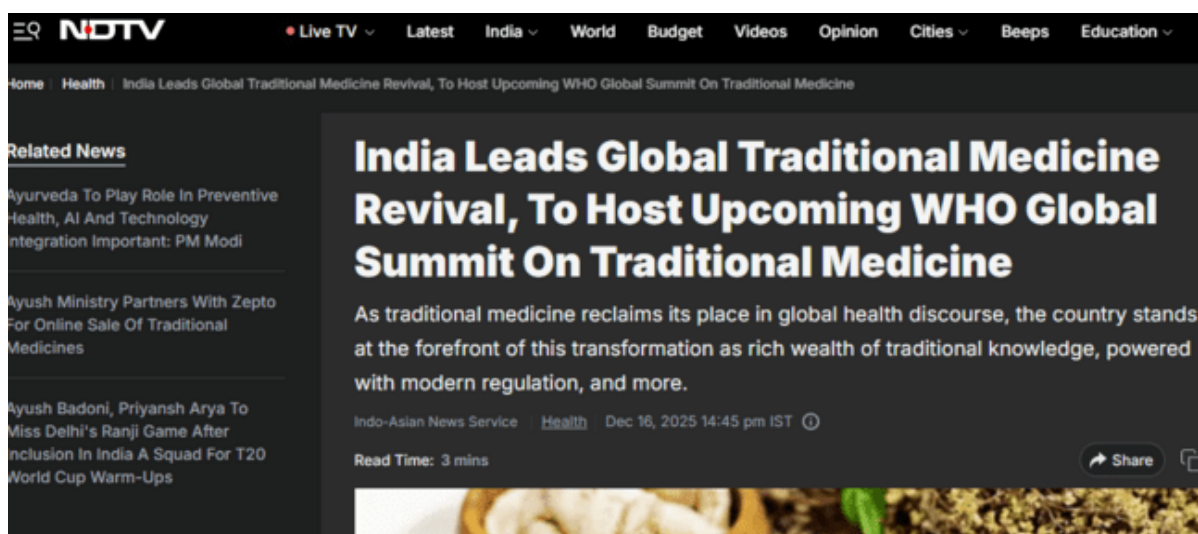 NDTV
Live TV
Latest
India
World
Budget
Videos
Opinion
Cities
Beeps
Education
Home
Health
India Leads Global Traditional Medicine Revival, To Host Upcoming WHO Global Summit On Traditional Medicine
Related News
Ayurveda To Play Role In Preventive
Health, AI And Technology
Integration Important: PM Modi
Ayush Ministry Partners With Zepto
For Online Sale Of Traditional
Medicines
Ayush Badoni, Priyansh Arya To
Miss Delhi's Ranji Game After
Inclusion In India A Squad For T20
World Cup Warm-Ups
India Leads Global Traditional Medicine
Revival, To Host Upcoming WHO Global
Summit On Traditional Medicine
As traditional medicine reclaims its place in global health discourse, the country stands
at the forefront of this transformation as rich wealth of traditional knowledge, powered
with modern regulation, and more.
Indo-Asian News Service
Health
Dec 16, 2025 14:45 pm IST
Read Time: 3 mins
Share